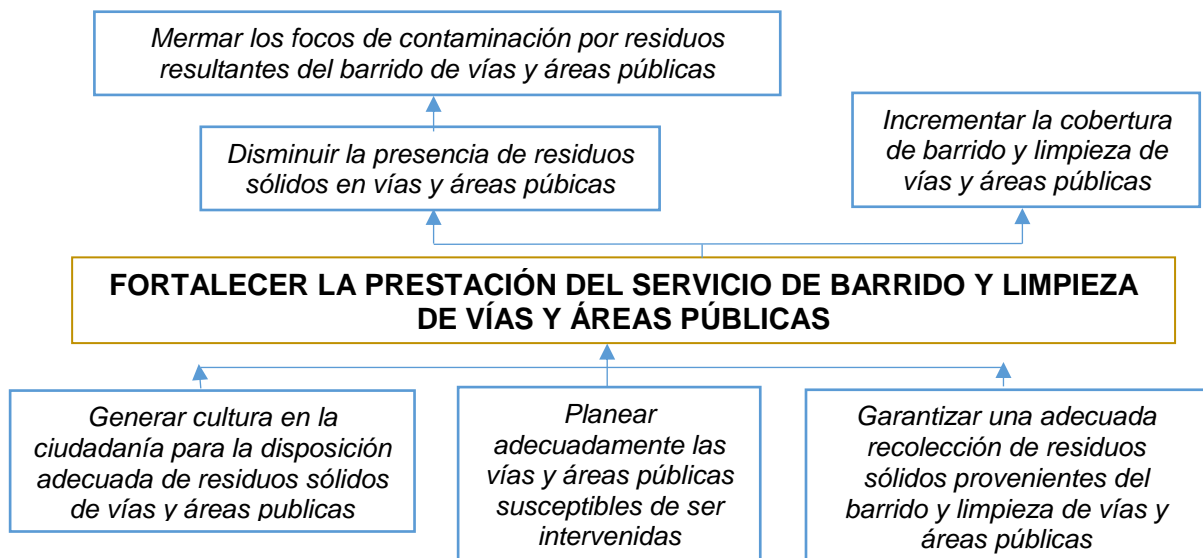 Mermar los focos de contaminación por residuos
resultantes del barrido de vías y áreas públicas
Disminuir la presencia de residuos
sólidos en vías y áreas púbicas
Incrementar la cobertura
de barrido y limpieza de
vías y áreas públicas
FORTALECER LA PRESTACIÓN DEL SERVICIO DE BARRIDO Y LIMPIEZA
DE VÍAS Y ÁREAS PÚBLICAS
Generar cultura en la
ciudadanía para la disposición
adecuada de residuos sólidos
de vías y áreas publicas
Planear
adecuadamente las
vías y áreas públicas
susceptibles de ser
intervenidas
Garantizar una adecuada
recolección de residuos
sólidos provenientes del
barrido y limpieza de vías y
áreas públicas